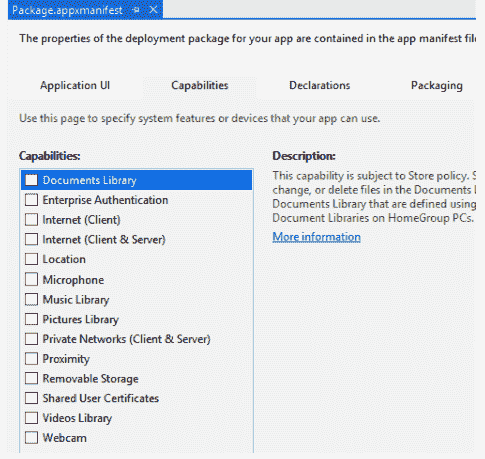 Package.appxmanifest
The properties of the deployment package for your app are contained in the app manifest file
Application UI Capabilities Declarations Packaging
Use this page to specify system features or devices that your app can use.
Capabilities:
Documents Library
Enterprise Authentication
Internet (Client)
Internet (Client & Server)
Location
Microphone
Music Library
Pictures Library
Private Networks (Client & Server)
Proximity
Removable Storage
Shared User Certificates
Videos Library
Webcam
Description:
This capability is subject to Store policy. S
change, or delete files in the Documents L
Documents Library that are defined using
Document Libraries on HomeGroup PCs.
More information